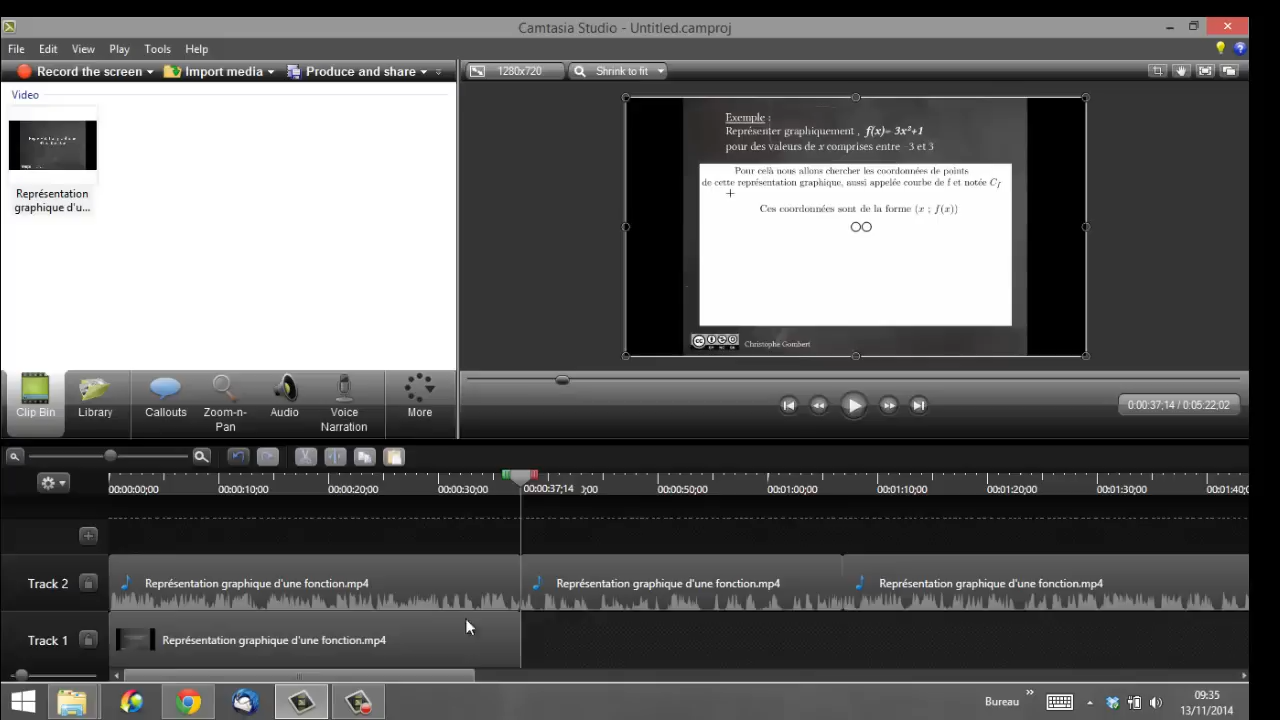 Camtasia Studio - Untitled.camproj
File Edit View Play Tools Help
Record the screen Import media Produce and share 1280x720 Shrink to fit
Video
Représentation
graphique d'u...
Exemple :
Représenter graphiquement , f(x)= 3x²+1
pour des valeurs de x comprises entre -3 et 3
Pour celà nous allons chercher les coordonnées de points
de cette représentation graphique, aussi appelée courbe de f et notée Cf
Ces coordonnées sont de la forme (x ; f(x))
Christophe Gombert
Clip Bin Library Callouts Zoom-n-Pan Audio Voice Narration More
0:00:37;14 / 0:05:22;02
00:00:00;00 00:00:10;00 00:00:20;00 00:00:30;00 00:00:37;14 00:00:50;00 00:01:00;00 00:01:10;00 00:01:20;00 00:01:30;00 00:01:40;0
Track 2 Représentation graphique d'une fonction.mp4 Représentation graphique d'une fonction.mp4 Représentation graphique d'une fonction.mp4
Track 1 Représentation graphique d'une fonction.mp4
Bureau
09:35
13/11/2014